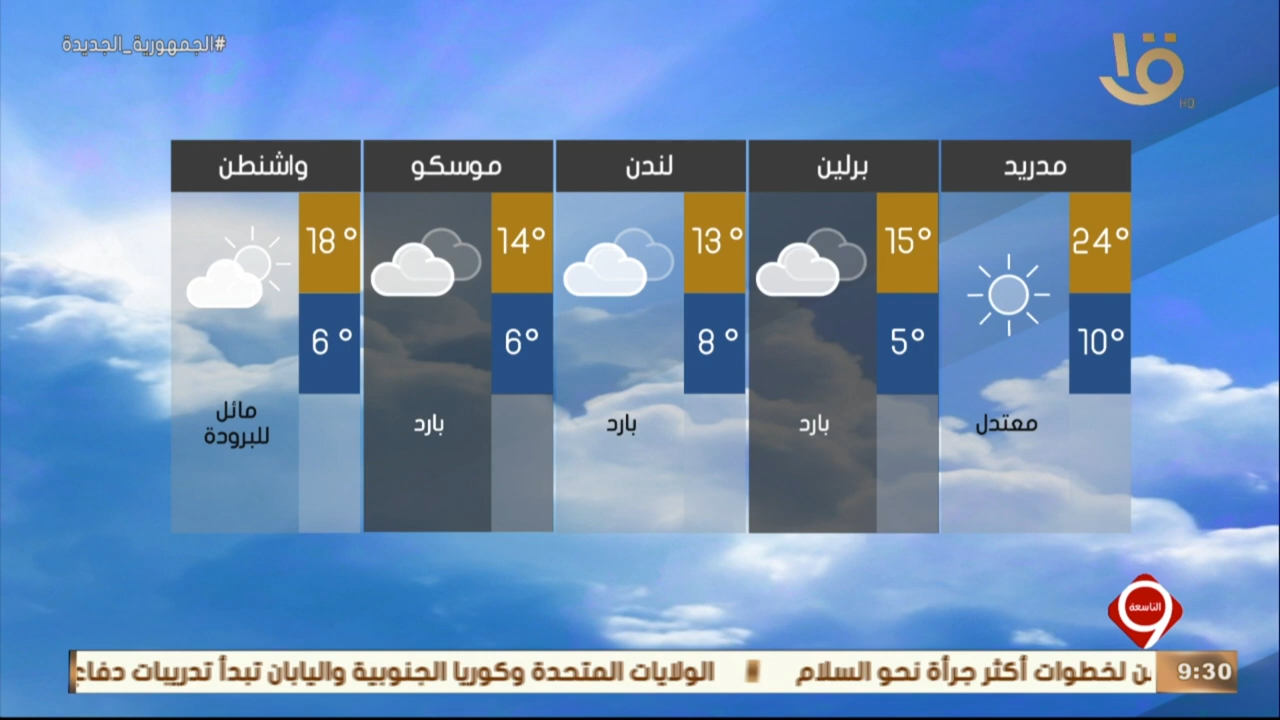 #الجمهورية_الجديدة
HD
مدريد
24°
10°
معتدل
برلين
15°
5°
بارد
لندن
13°
8°
بارد
موسكو
14°
6°
بارد
واشنطن
18°
6°
مائل
للبرودة
9
التاسعة
9:30
لخطوات أكثر جرأة نحو السلام
الولايات المتحدة وكوريا الجنوبية واليابان تبدأ تدريبات